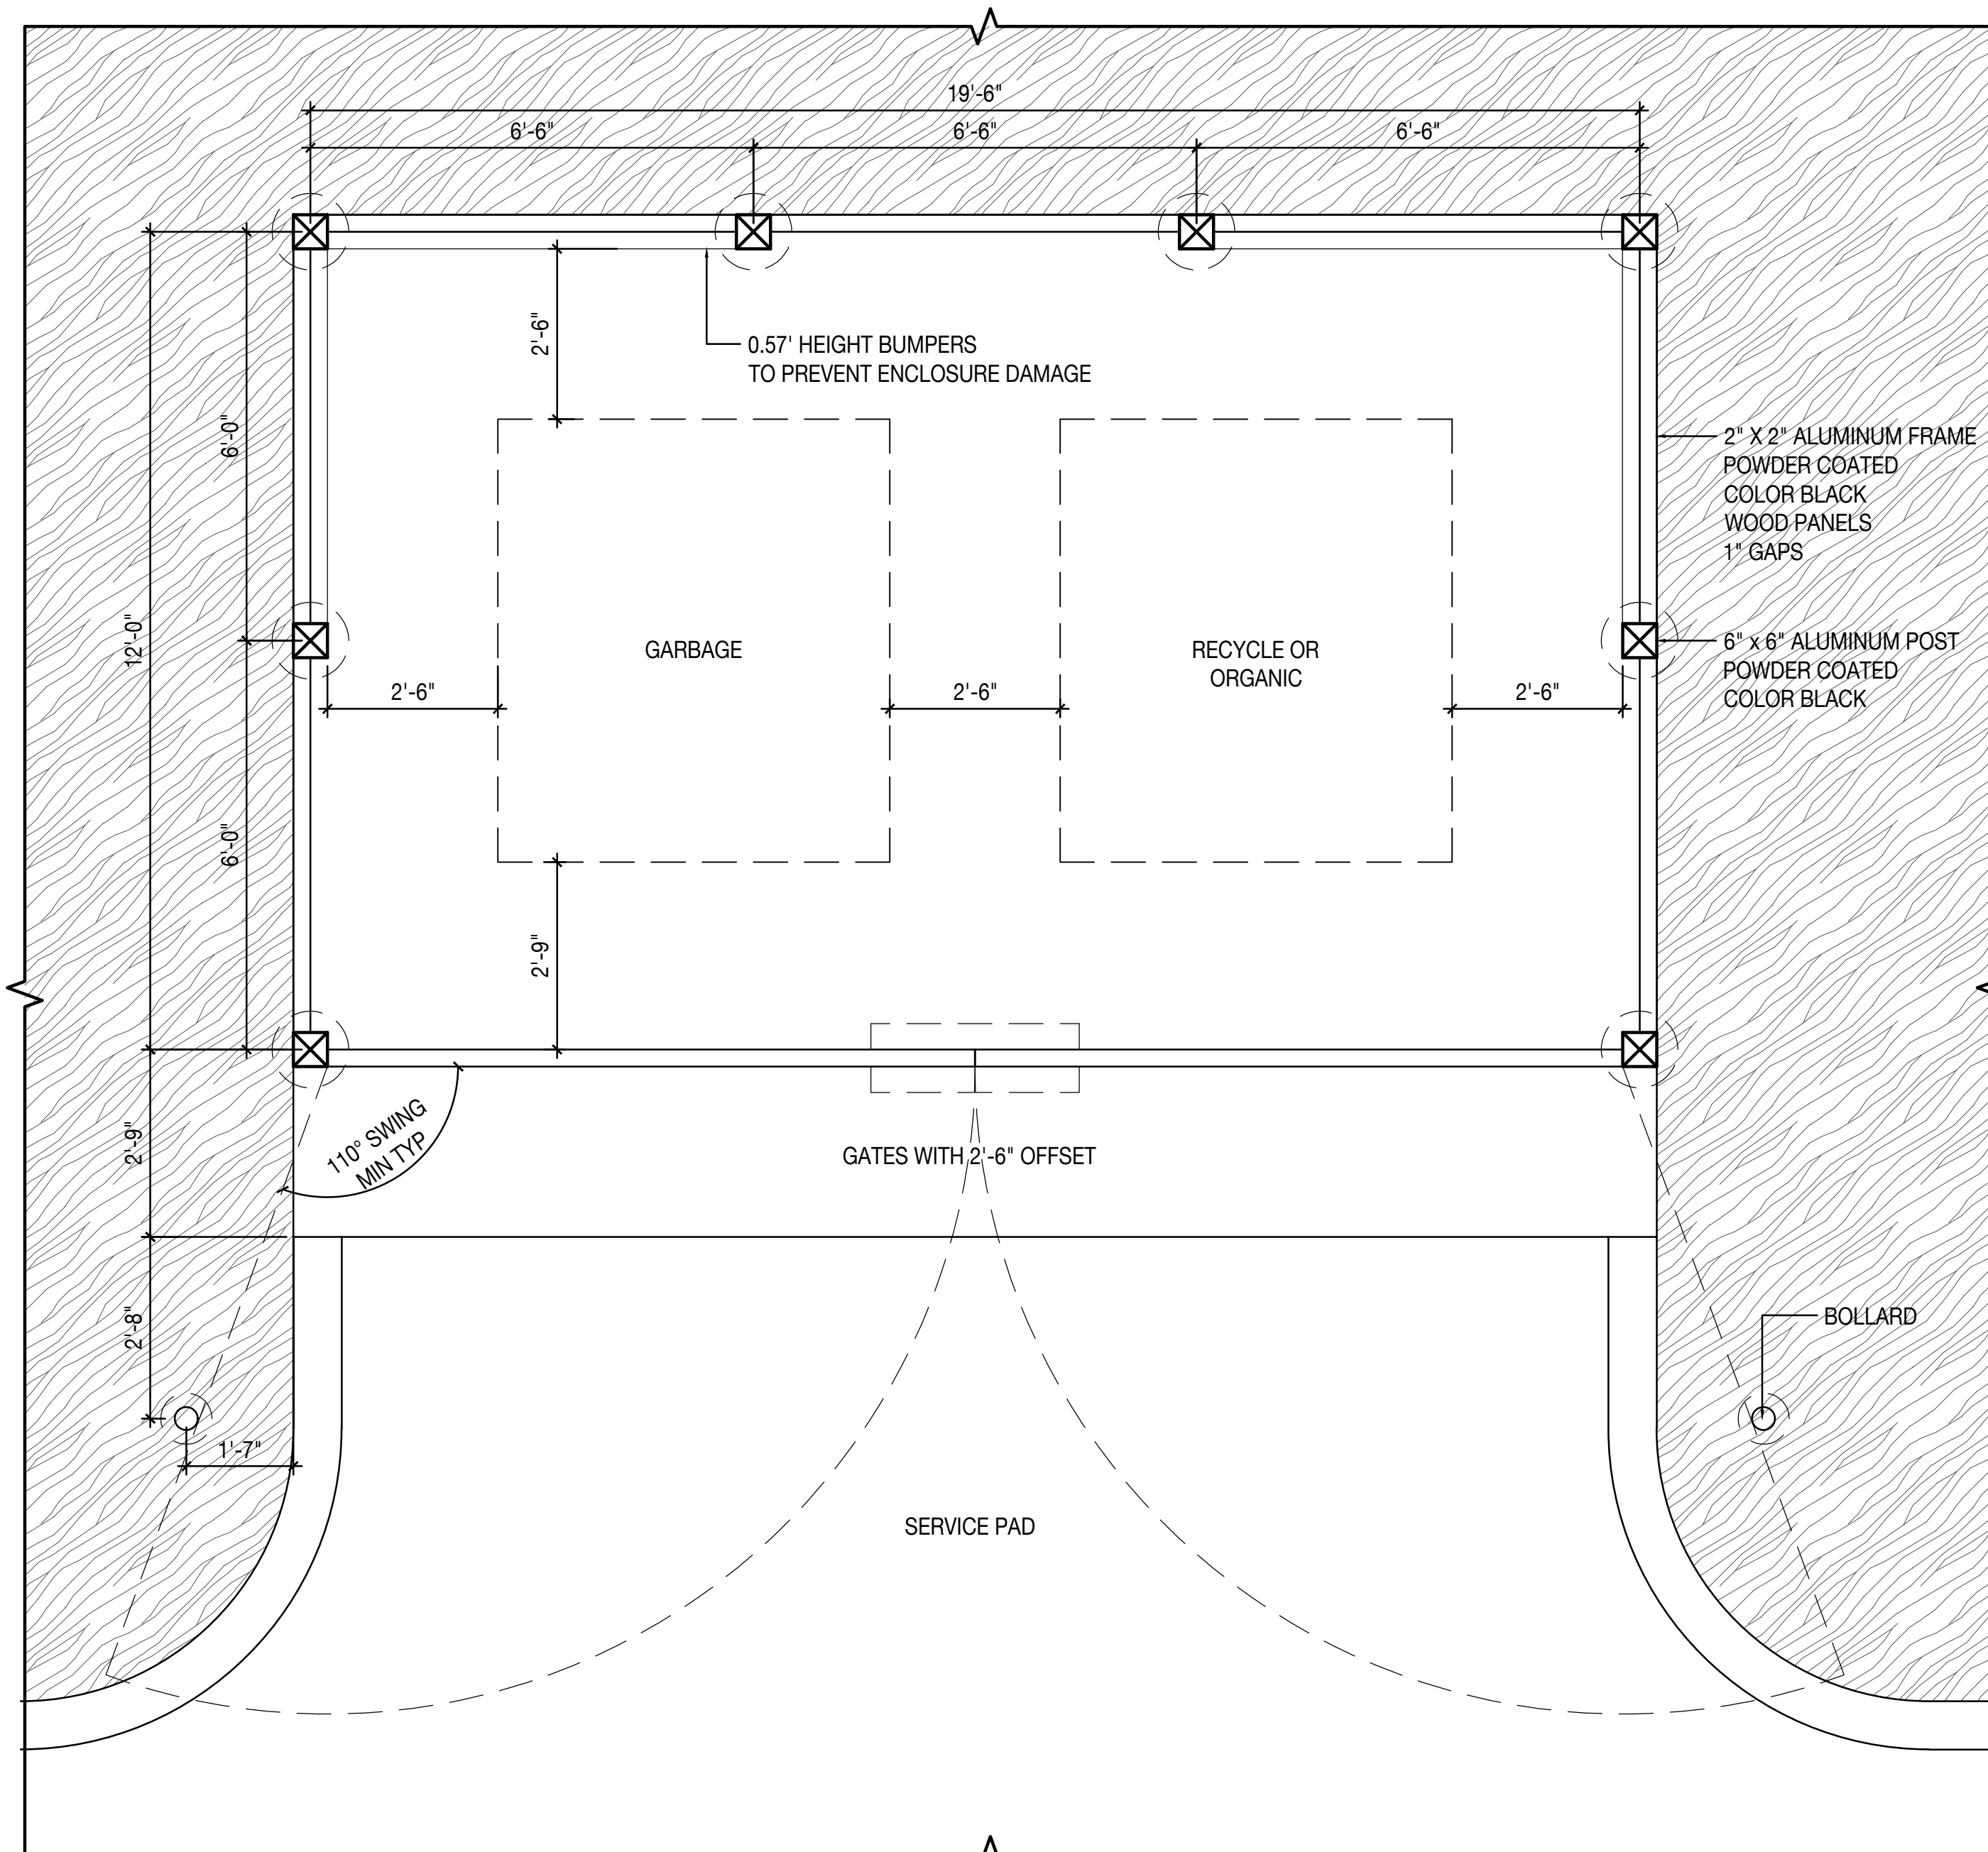 19'-6"
6'-6"
6'-6"
6'-6"
2'-6"
0.57' HEIGHT BUMPERS
TO PREVENT ENCLOSURE DAMAGE
6'-0"
2" X 2" ALUMINUM FRAME
POWDER COATED
COLOR BLACK
WOOD PANELS
1" GAPS
12'-0"
GARBAGE
RECYCLE OR
ORGANIC
6" x 6" ALUMINUM POST
POWDER COATED
COLOR BLACK
2'-6"
2'-6"
2'-6"
6'-0"
2'-9"
2'-9"
110° SWING
MIN TYP
GATES WITH 2'-6" OFFSET
2'-8"
BOLLARD
1'-7"
SERVICE PAD